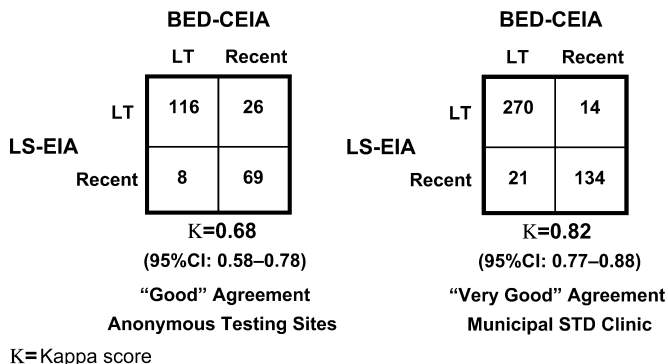 BED-CEIA
LT Recent
LS-EIA
LT 116 26
Recent 8 69
K=0.68
(95%CI: 0.58–0.78)
“Good” Agreement
Anonymous Testing Sites
BED-CEIA
LT Recent
LS-EIA
LT 270 14
Recent 21 134
K=0.82
(95%CI: 0.77–0.88)
“Very Good” Agreement
Municipal STD Clinic
K=Kappa score